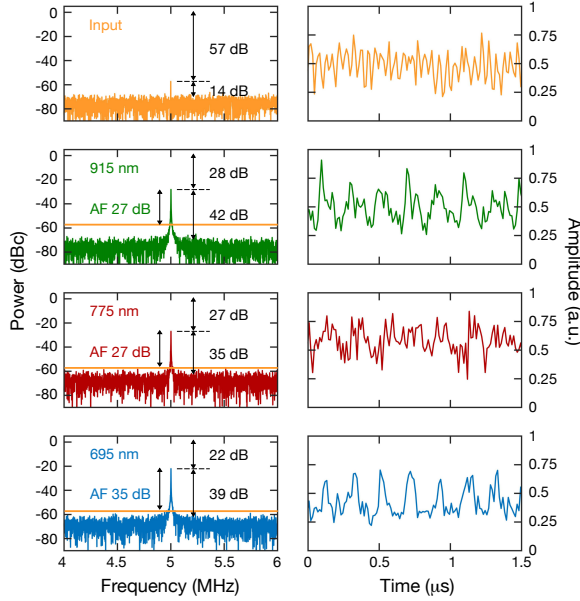 Input
57 dB
14 dB
0
-20
-40
-60
-80
1
0.75
0.5
0.25
0
915 nm
AF 27 dB
28 dB
42 dB
0
-20
-40
-60
-80
1
0.75
0.5
0.25
0
775 nm
AF 27 dB
27 dB
35 dB
0
-20
-40
-60
-80
1
0.75
0.5
0.25
0
695 nm
AF 35 dB
22 dB
39 dB
0
-20
-40
-60
-80
1
0.75
0.5
0.25
0
Power (dBc)
Amplitude (a.u.)
4 4.5 5 5.5 6
0 0.5 1 1.5
Frequency (MHz)
Time (μs)